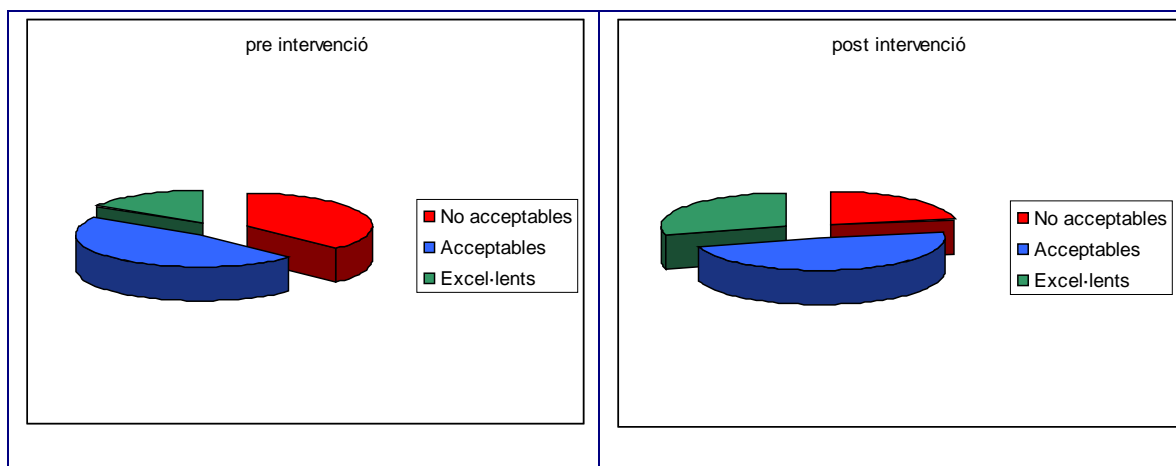 pre intervenció
No acceptables
Acceptables
Excel·lents
post intervenció
No acceptables
Acceptables
Excel·lents